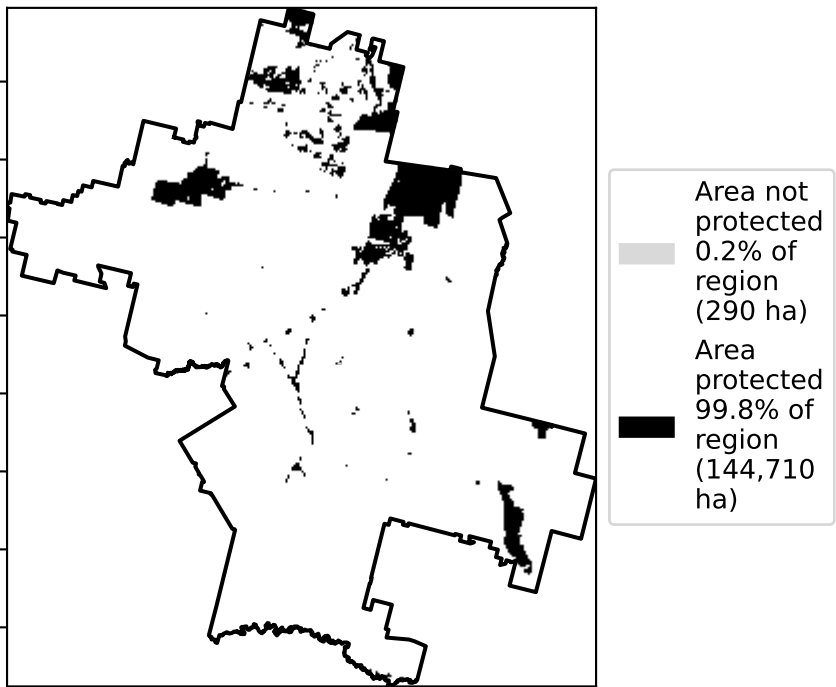 Area not
protected
0.2% of
region
(290 ha)
Area
protected
99.8% of
region
(144,710
ha)